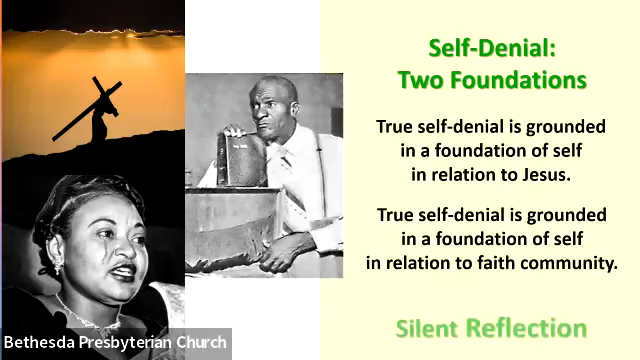 Self-Denial:
Two Foundations
True self-denial is grounded
in a foundation of self
in relation to Jesus.
True self-denial is grounded
in a foundation of self
in relation to faith community.
Silent Reflection
Bethesda Presbyterian Church